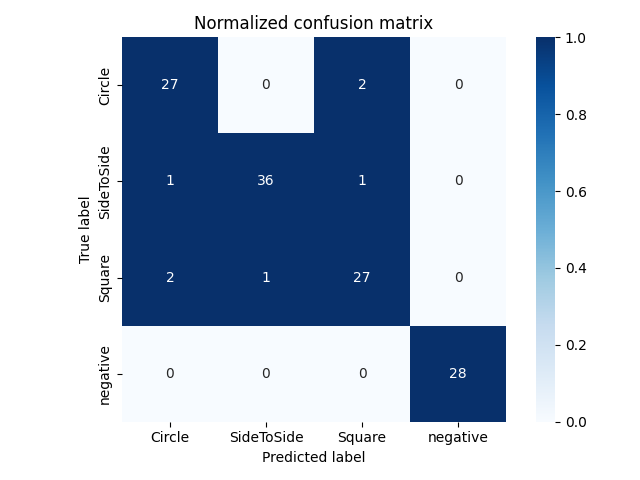 Normalized confusion matrix
Circle 27 0 2 0
SideToSide 1 36 1 0
Square 2 1 27 0
negative 0 0 0 28
Circle SideToSide Square negative
Predicted label
True label
1.0
0.8
0.6
0.4
0.2
0.0